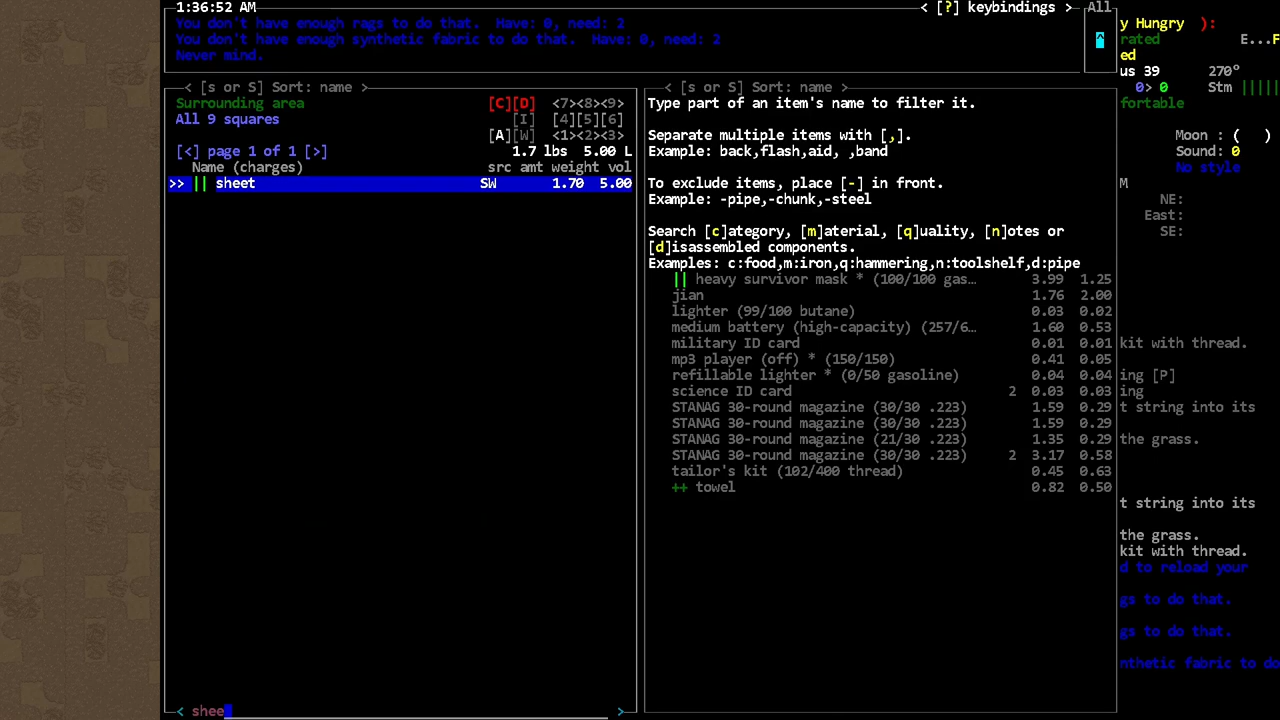 1:36:52 AM
< [?] keybindings >
All
You don't have enough rags to do that.  Have: 0, need: 2
You don't have enough synthetic fabric to do that.  Have: 0, need: 2
Never mind.
^
< [s or S] Sort: name >
Surrounding area
[C][D] <7><8><9>
All 9 squares
[I] [4][5][6]
[A][W] <1><2><3>
[<] page 1 of 1 [>]
1.7 lbs 5.00 L
Name (charges) src amt weight vol
>> || sheet SW 1.70 5.00
< shee >
< [s or S] Sort: name >
Type part of an item's name to filter it.
Separate multiple items with [,].
Example: back,flash,aid, ,band
To exclude items, place [-] in front.
Example: -pipe,-chunk,-steel
Search [c]ategory, [m]aterial, [q]uality, [n]otes or
[d]isassembled components.
Examples: c:food,m:iron,q:hammering,n:toolshelf,d:pipe
|| heavy survivor mask * (100/100 gas… 3.99 1.25
jian 1.76 2.00
lighter (99/100 butane) 0.03 0.02
medium battery (high-capacity) (257/6… 1.60 0.53
military ID card 0.01 0.01
mp3 player (off) * (150/150) 0.41 0.05
refillable lighter * (0/50 gasoline) 0.04 0.04
science ID card 2 0.03 0.03
STANAG 30-round magazine (30/30 .223) 1.59 0.29
STANAG 30-round magazine (30/30 .223) 1.59 0.29
STANAG 30-round magazine (21/30 .223) 1.35 0.29
STANAG 30-round magazine (30/30 .223) 2 3.17 0.58
tailor's kit (102/400 thread) 0.45 0.63
++ towel 0.82 0.50
y Hungry ):
rated E...F
ed
us 39 270°
0> 0 Stm |||||
fortable
Moon : ( )
Sound: 0
No style
M
NE:
East:
SE:
kit with thread.
ing [P]
ing
t string into its
the grass.
t string into its
the grass.
kit with thread.
d to reload your
gs to do that.
gs to do that.
nthetic fabric to do